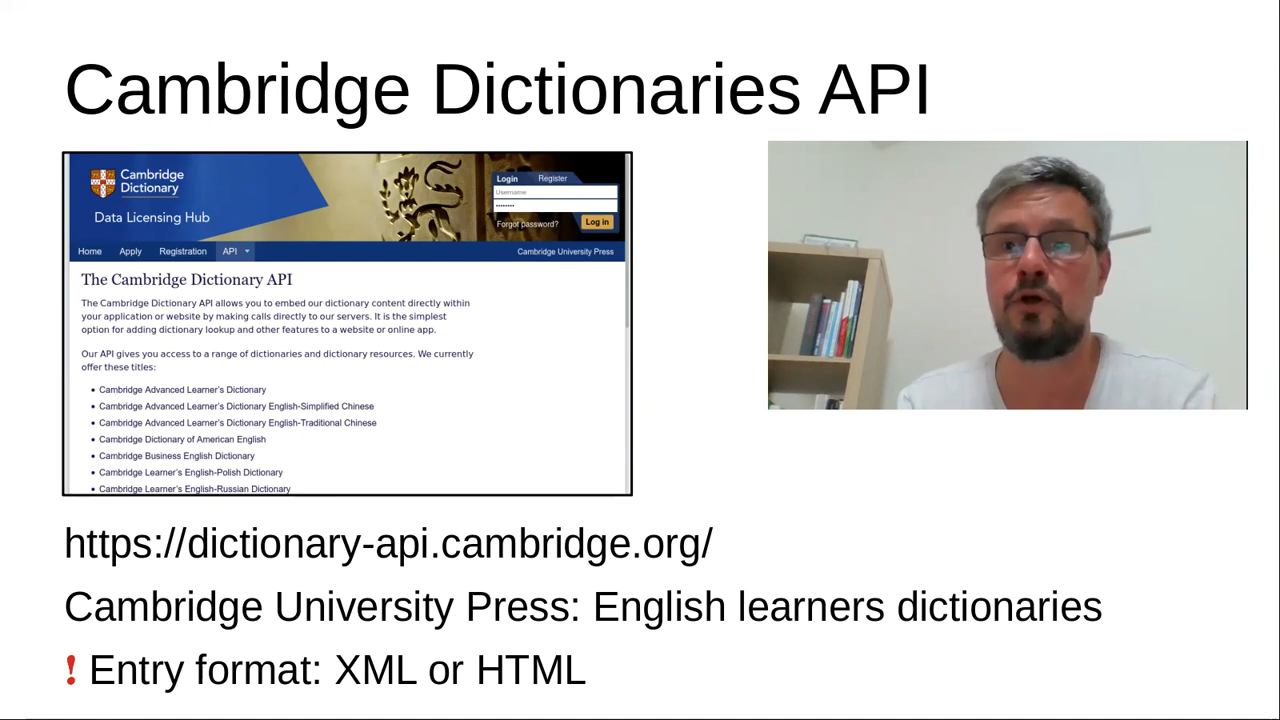 Cambridge Dictionaries API
Cambridge
Dictionary
Data Licensing Hub
Login Register
Username
••••••••
Forgot password? Log in
Home Apply Registration API Cambridge University Press
The Cambridge Dictionary API
The Cambridge Dictionary API allows you to embed our dictionary content directly within
your application or website by making calls directly to our servers. It is the simplest
option for adding dictionary lookup and other features to a website or online app.
Our API gives you access to a range of dictionaries and dictionary resources. We currently
offer these titles:
• Cambridge Advanced Learner's Dictionary
• Cambridge Advanced Learner's Dictionary English-Simplified Chinese
• Cambridge Advanced Learner's Dictionary English-Traditional Chinese
• Cambridge Dictionary of American English
• Cambridge Business English Dictionary
• Cambridge Learner's English-Polish Dictionary
• Cambridge Learner's English-Russian Dictionary
https://dictionary-api.cambridge.org/
Cambridge University Press: English learners dictionaries
! Entry format: XML or HTML